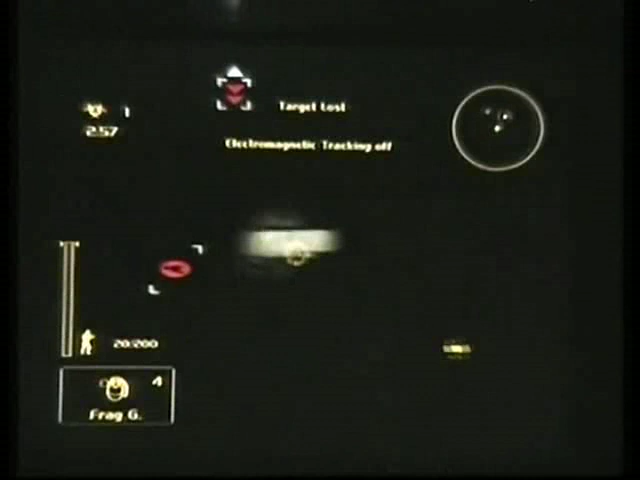 Target Lost
2.57
Electromagnetic Tracking off
20:200
4
Frag G.